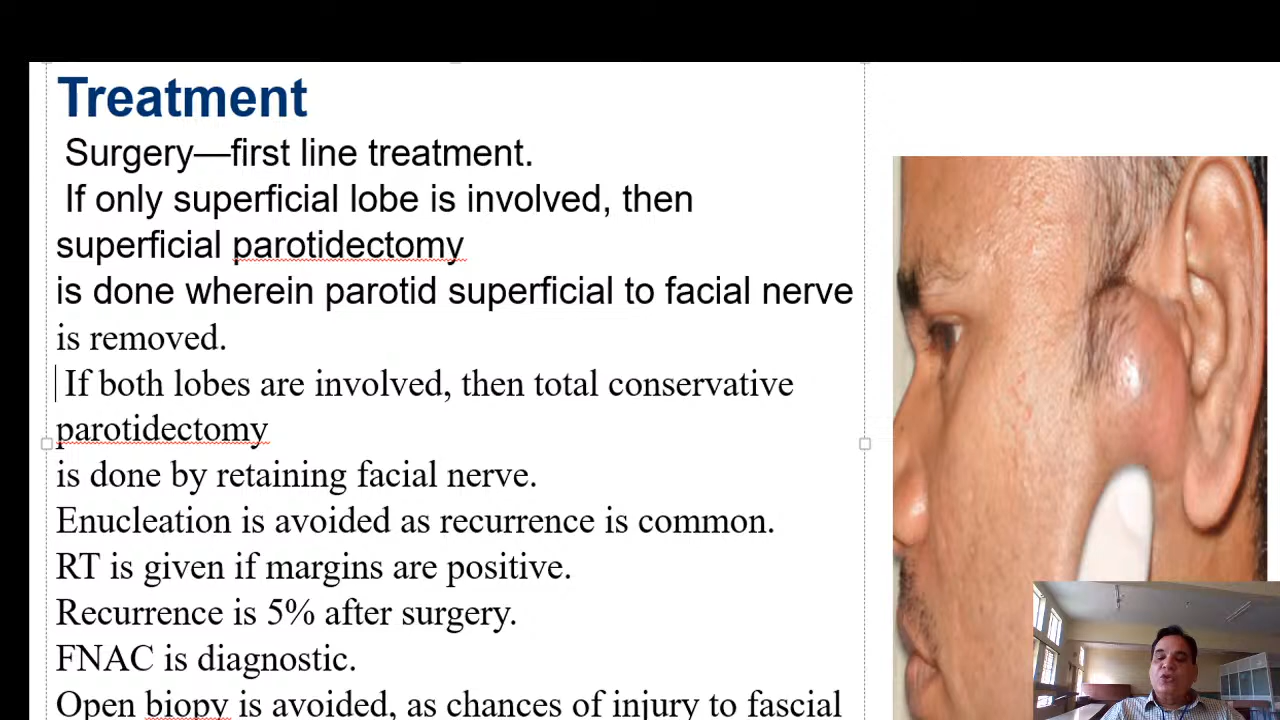 Treatment
Surgery—first line treatment.
If only superficial lobe is involved, then
superficial parotidectomy
is done wherein parotid superficial to facial nerve
is removed.
If both lobes are involved, then total conservative
parotidectomy
is done by retaining facial nerve.
Enucleation is avoided as recurrence is common.
RT is given if margins are positive.
Recurrence is 5% after surgery.
FNAC is diagnostic.
Open biopy is avoided, as chances of injury to fascial